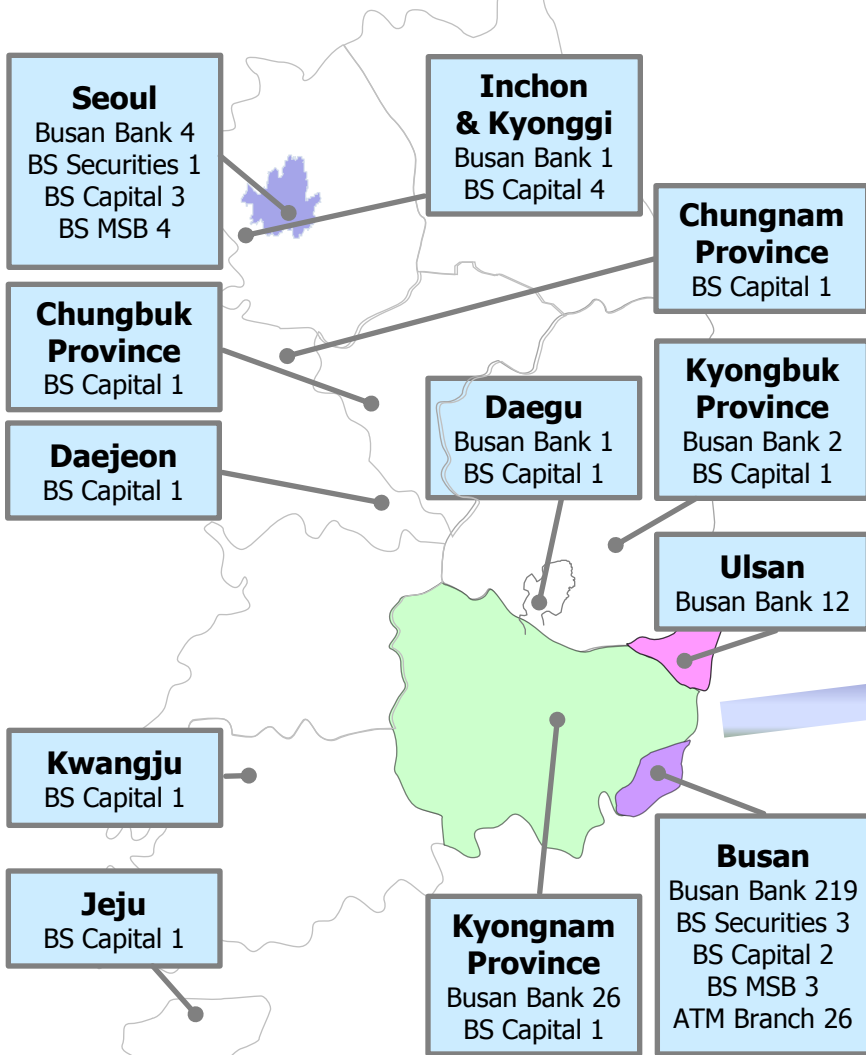 Seoul
Busan Bank 4
BS Securities 1
BS Capital 3
BS MSB 4
Inchon
& Kyonggi
Busan Bank 1
BS Capital 4
Chungnam
Province
BS Capital 1
Chungbuk
Province
BS Capital 1
Daegu
Busan Bank 1
BS Capital 1
Kyongbuk
Province
Busan Bank 2
BS Capital 1
Daejeon
BS Capital 1
Ulsan
Busan Bank 12
Kwangju
BS Capital 1
Jeju
BS Capital 1
Kyongnam
Province
Busan Bank 26
BS Capital 1
Busan
Busan Bank 219
BS Securities 3
BS Capital 2
BS MSB 3
ATM Branch 26